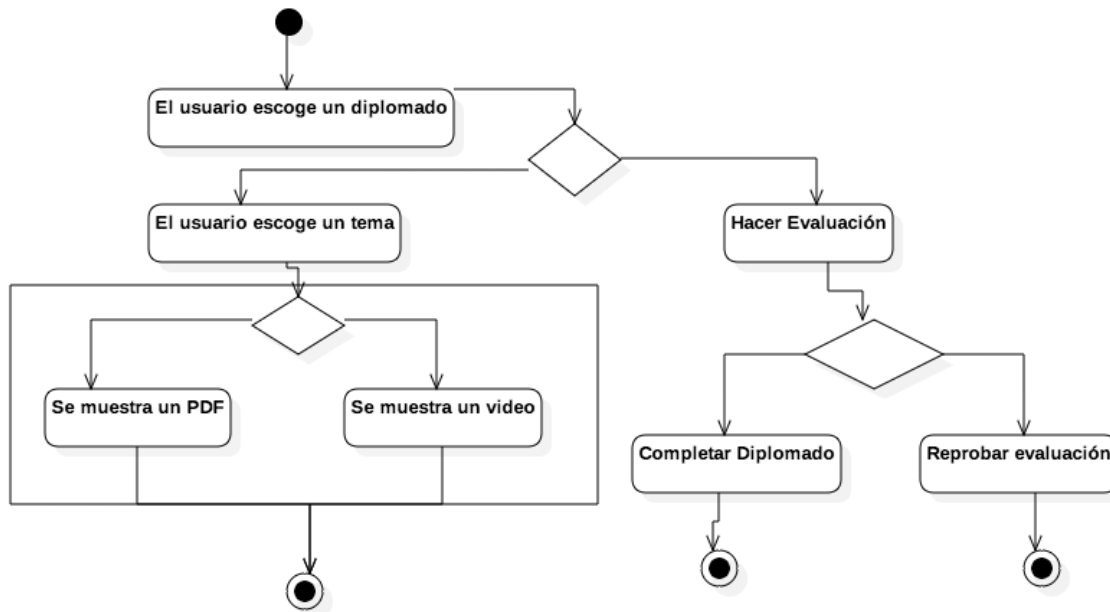 El usuario escoge un diplomado
El usuario escoge un tema
Hacer Evaluación
Se muestra un PDF
Se muestra un video
Completar Diplomado
Reprobar evaluación